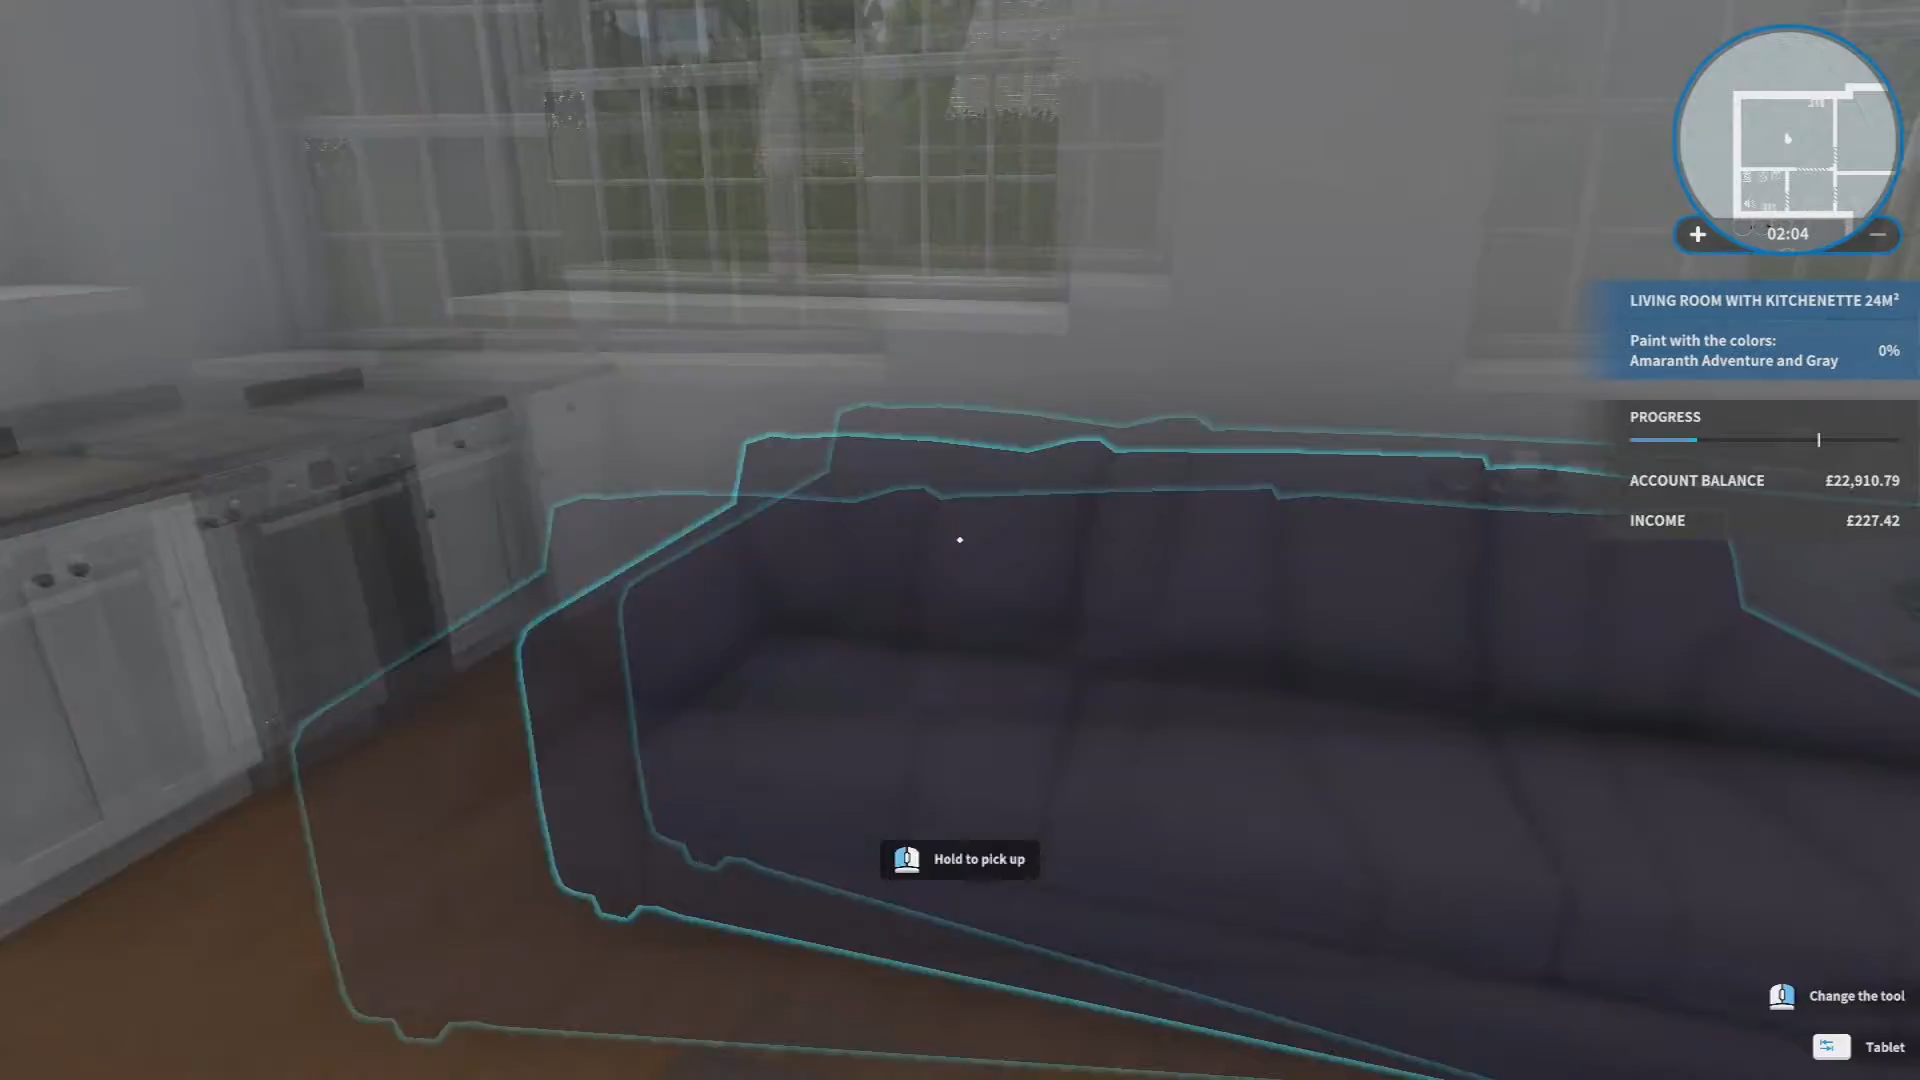 02:04
LIVING ROOM WITH KITCHENETTE 24M²
Paint with the colors:
Amaranth Adventure and Gray
0%
PROGRESS
ACCOUNT BALANCE £22,910.79
INCOME £227.42
Hold to pick up
Change the tool
Tablet